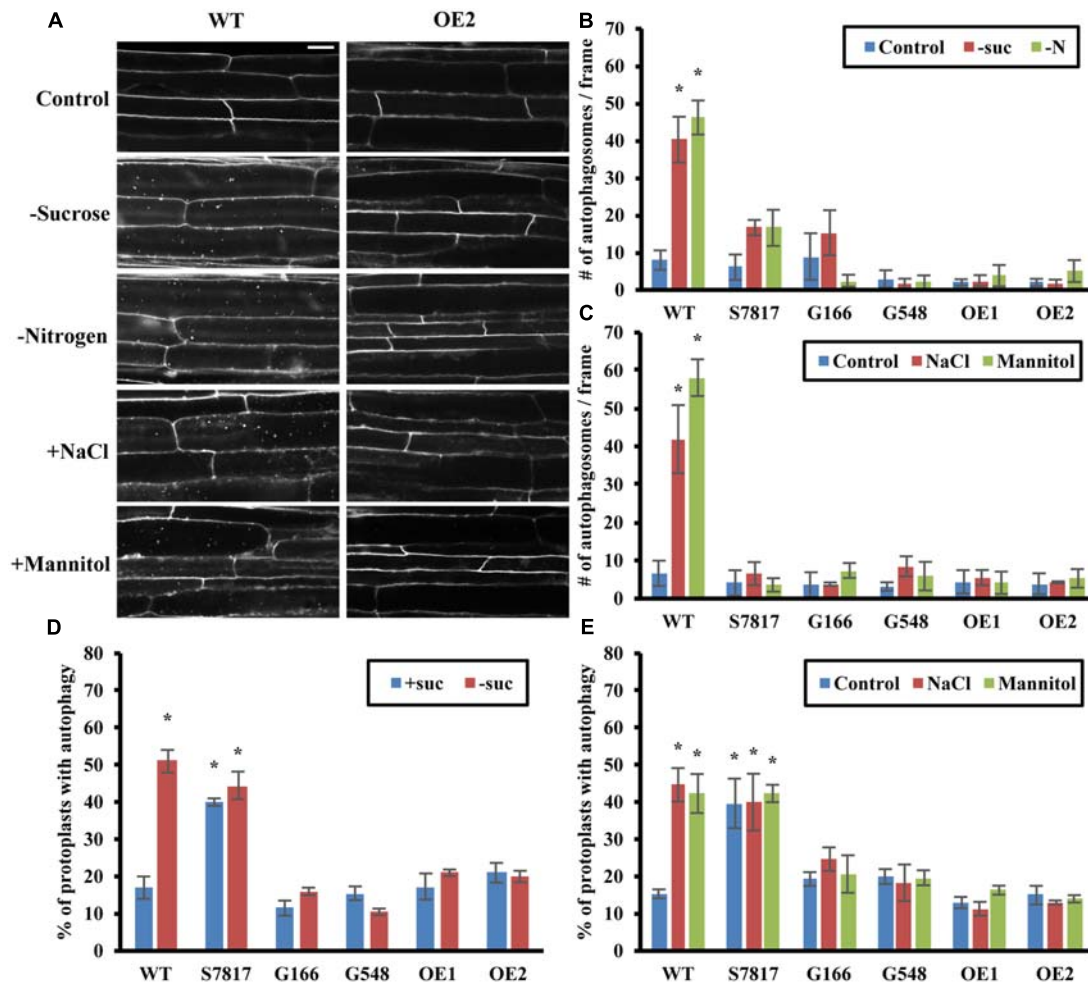 A
WT OE2
Control
-Sucrose
-Nitrogen
+NaCl
+Mannitol
B
# of autophagosomes / frame
70
60
50
40
30
20
10
0
Control -suc -N
* *
WT S7817 G166 G548 OE1 OE2
C
# of autophagosomes / frame
70
60
50
40
30
20
10
0
Control NaCl Mannitol
* *
WT S7817 G166 G548 OE1 OE2
D
% of protoplasts with autophagy
80
70
60
50
40
30
20
10
0
+suc -suc
* * *
WT S7817 G166 G548 OE1 OE2
E
% of protoplasts with autophagy
80
70
60
50
40
30
20
10
0
Control NaCl Mannitol
* * * * *
WT S7817 G166 G548 OE1 OE2